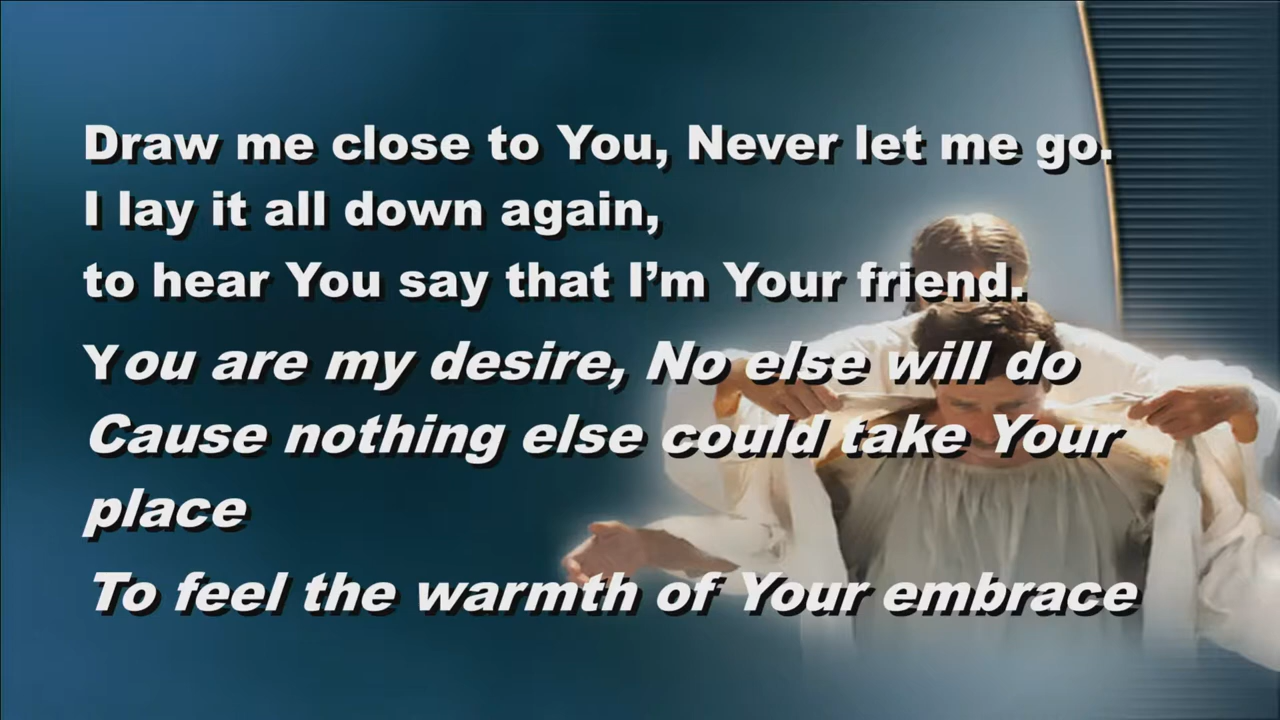 Draw me close to You, Never let me go.
I lay it all down again,
to hear You say that I’m Your friend.
You are my desire, No else will do
Cause nothing else could take Your
place
To feel the warmth of Your embrace